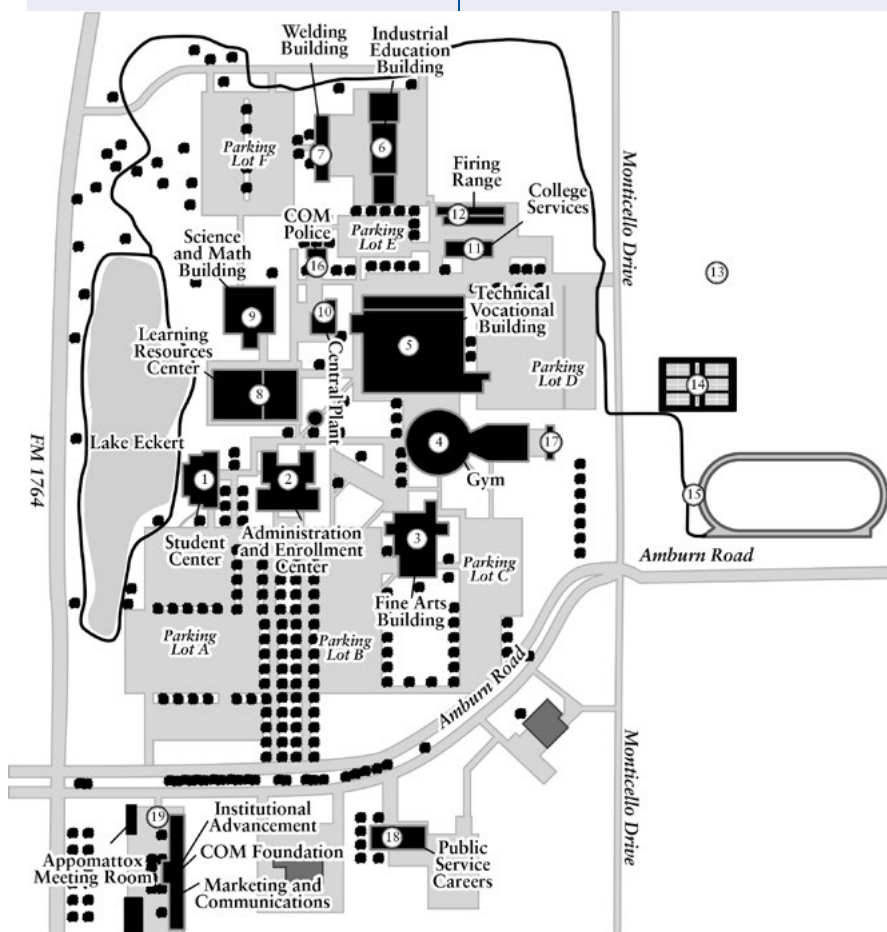 Welding
Building
Industrial
Education
Building
Parking
Lot F
7
6
Monticello Drive
Firing
Range
College
Services
12
11
COM
Police
Parking
Lot E
16
13
Science
and Math
Building
9
10
Technical
Vocational
Building
5
Learning
Resources
Center
Central Plant
8
Parking
Lot D
14
FM 1764
Lake Eckert
4
17
Gym
1
2
15
Student
Center
Administration
and Enrollment
Center
3
Parking
Lot C
Amburn Road
Fine Arts
Building
Parking
Lot A
Parking
Lot B
Amburn Road
Monticello Drive
19
Institutional
Advancement
COM Foundation
Marketing and
Communications
Appomattox
Meeting Room
18
Public
Service
Careers